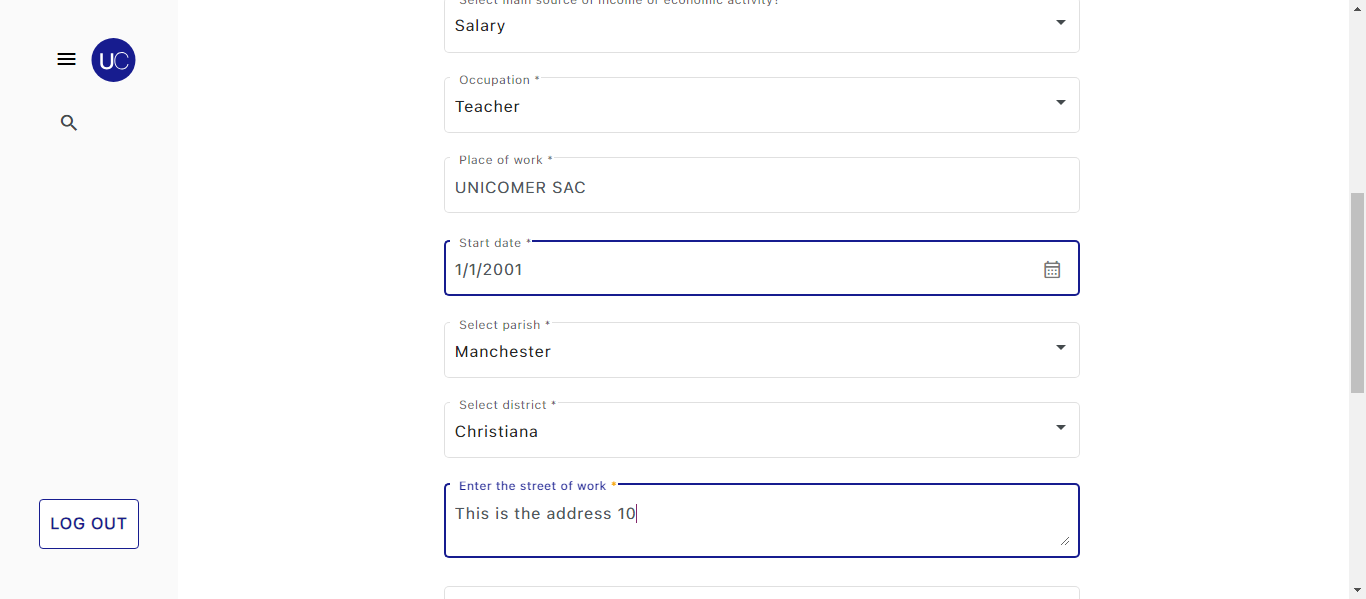 Select main source of income or economic activity?
Salary
UC
Occupation *
Teacher
Place of work *
UNICOMER SAC
Start date *
1/1/2001
Select parish *
Manchester
Select district *
Christiana
Enter the street of work *
This is the address 10
LOG OUT